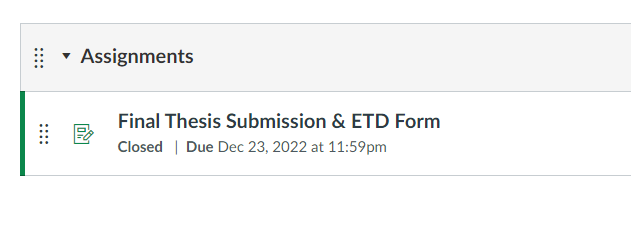 Assignments
Final Thesis Submission & ETD Form
Closed | Due Dec 23, 2022 at 11:59pm